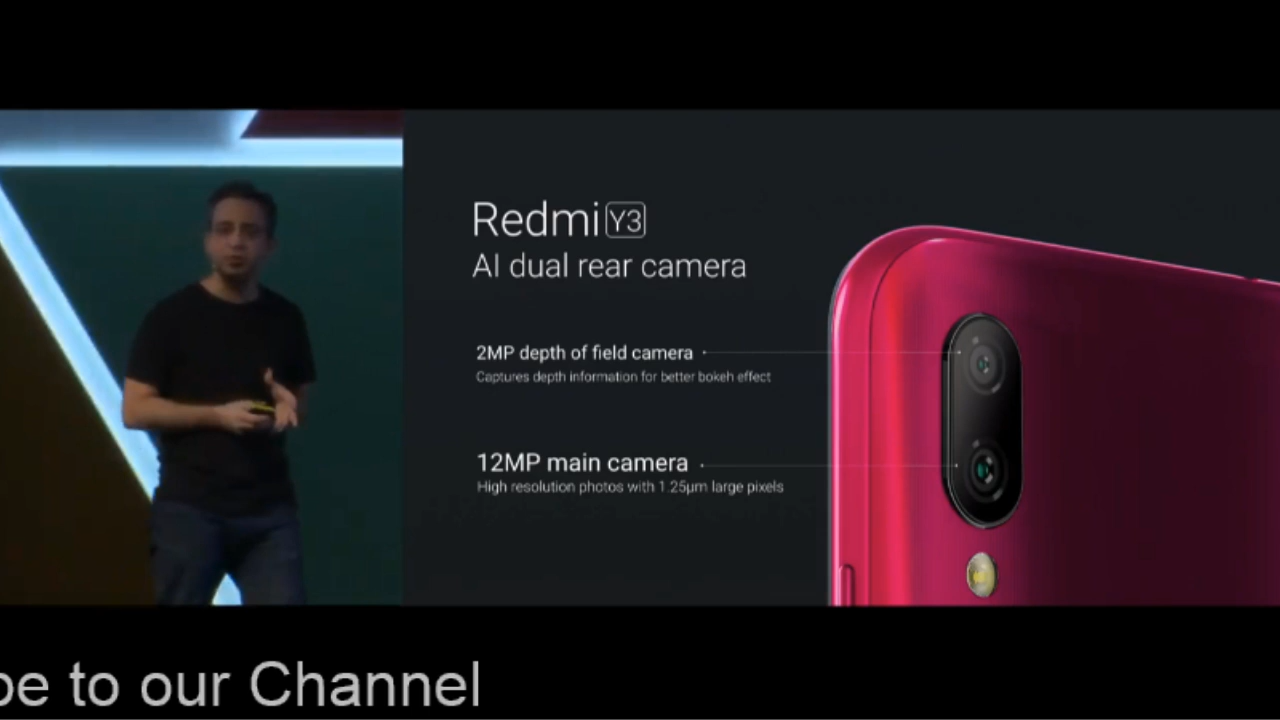 Redmi Y3
AI dual rear camera
2MP depth of field camera
Captures depth information for better bokeh effect
12MP main camera
High resolution photos with 1.25μm large pixels
be to our Channel